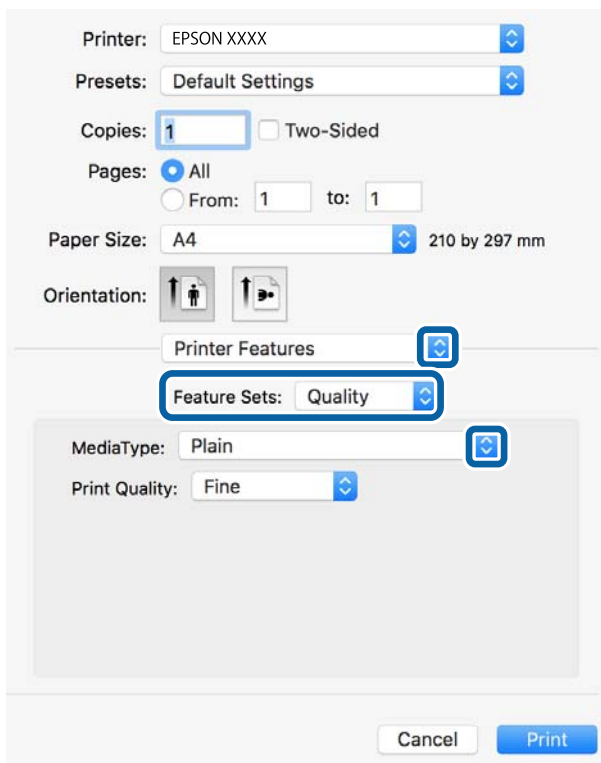 Printer: EPSON XXXX
Presets: Default Settings
Copies: 1 Two-Sided
Pages: All
From: 1 to: 1
Paper Size: A4 210 by 297 mm
Orientation:
Printer Features
Feature Sets: Quality
MediaType: Plain
Print Quality: Fine
Cancel Print